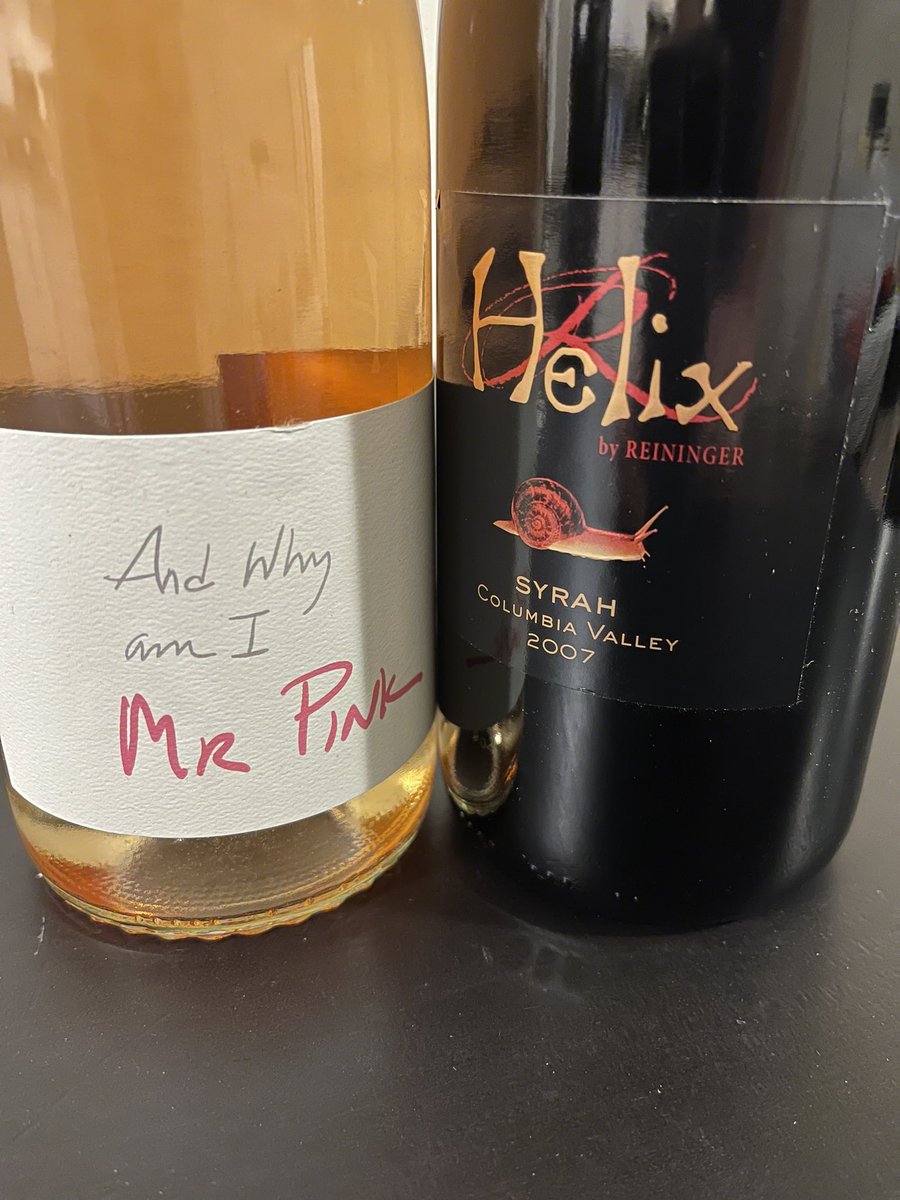 And Why
am I
Mr Pink
Helix
by REININGER
SYRAH
COLUMBIA VALLEY
2007